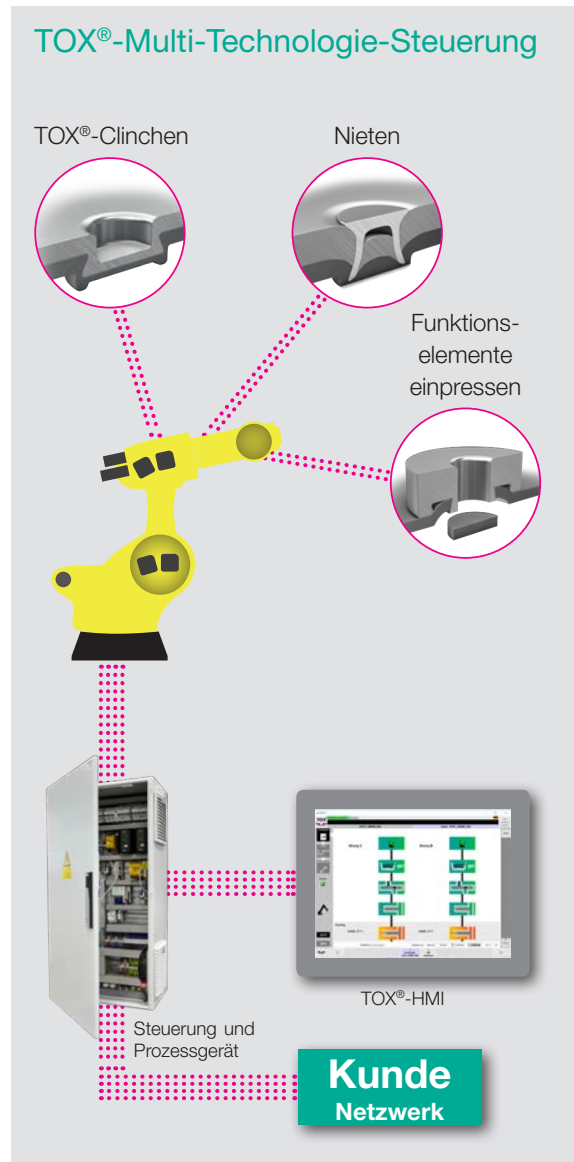 TOX®-Multi-Technologie-Steuerung
TOX®-Clinchen
Nieten
Funktions-
elemente
einpressen
TOX®-HMI
Steuerung und
Prozessgerät
Kunde
Netzwerk